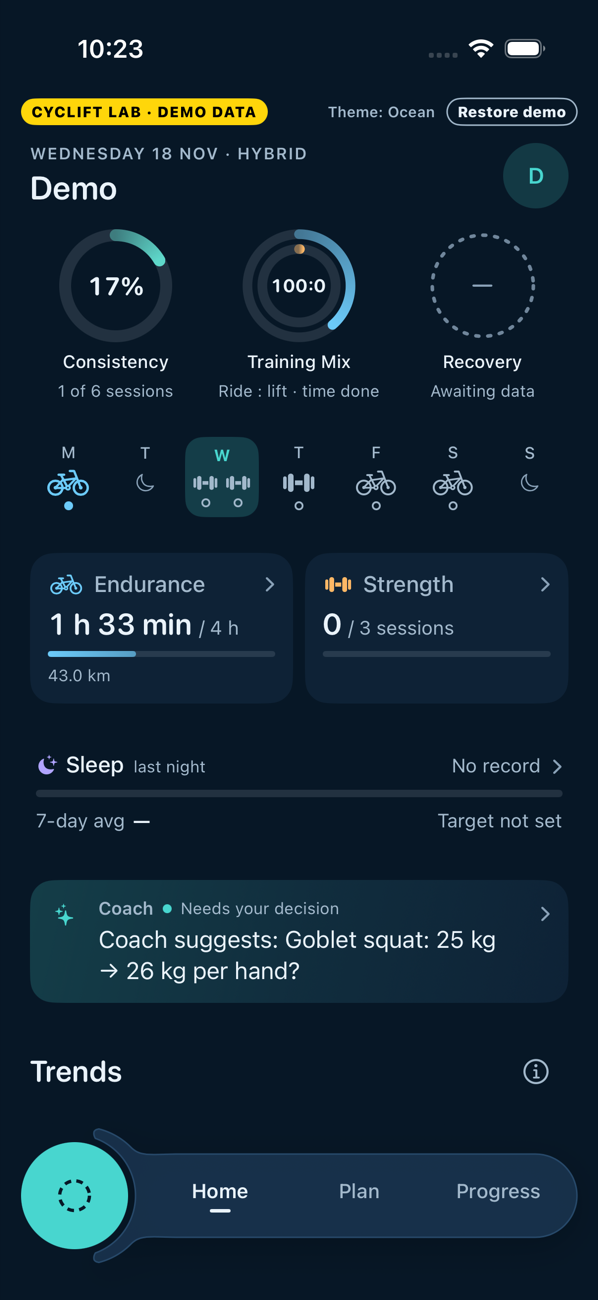 10:23
CYCLIFT LAB · DEMO DATA
Theme: Ocean
Restore demo
WEDNESDAY 18 NOV · HYBRID
Demo
D
17%
100:0
—
Consistency
Training Mix
Recovery
1 of 6 sessions
Ride : lift · time done
Awaiting data
M T W T F S S
Endurance
1 h 33 min / 4 h
43.0 km
Strength
0 / 3 sessions
Sleep last night
No record
7-day avg —
Target not set
Coach • Needs your decision
Coach suggests: Goblet squat: 25 kg
→ 26 kg per hand?
Trends
Home
Plan
Progress